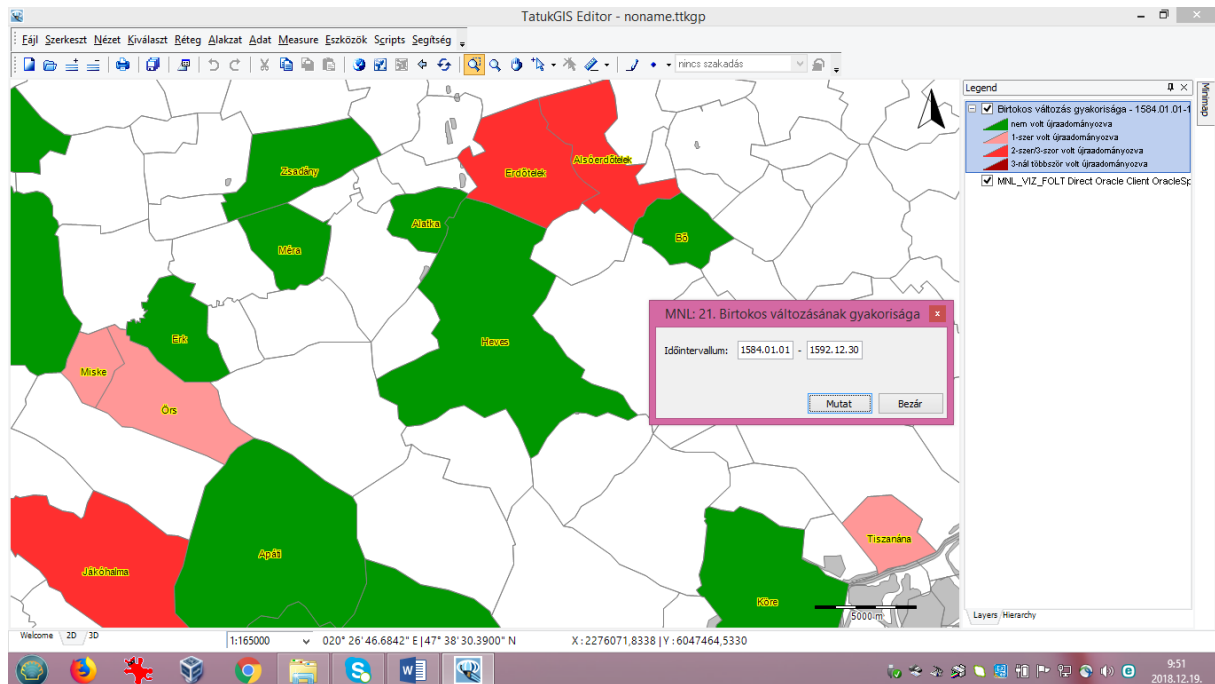 TatukGIS Editor - noname.ttkgp
Fájl Szerkeszt Nézet Kiválaszt Réteg Alakzat Adat Measure Eszközök Scripts Segítség
nincs szakadás
Legend
Minimap
Birtokos változás gyakorisága - 1584.01.01-1
nem volt újraadományozva
1-szer volt újraadományozva
2-szer/3-szor volt újraadományozva
3-nál többször volt újraadományozva
MNL_VIZ_FOLT Direct Oracle Client OracleSp
Zsadány
Erdőtelek
Alsóerdőtelek
Alatka
Bő
Méra
Erk
Heves
Miske
Örs
MNL: 21. Birtokos változásának gyakorisága
Időintervallum: 1584.01.01 - 1592.12.30
Mutat Bezár
Tiszanána
Apáti
Jákóhalma
Köre
5000 m
Layers Hierarchy
Welcome 2D 3D
1:165000 020° 26' 46.6842" E | 47° 38' 30.3900" N X : 2276071,8338 | Y : 6047464,5330
9:51
2018.12.19.